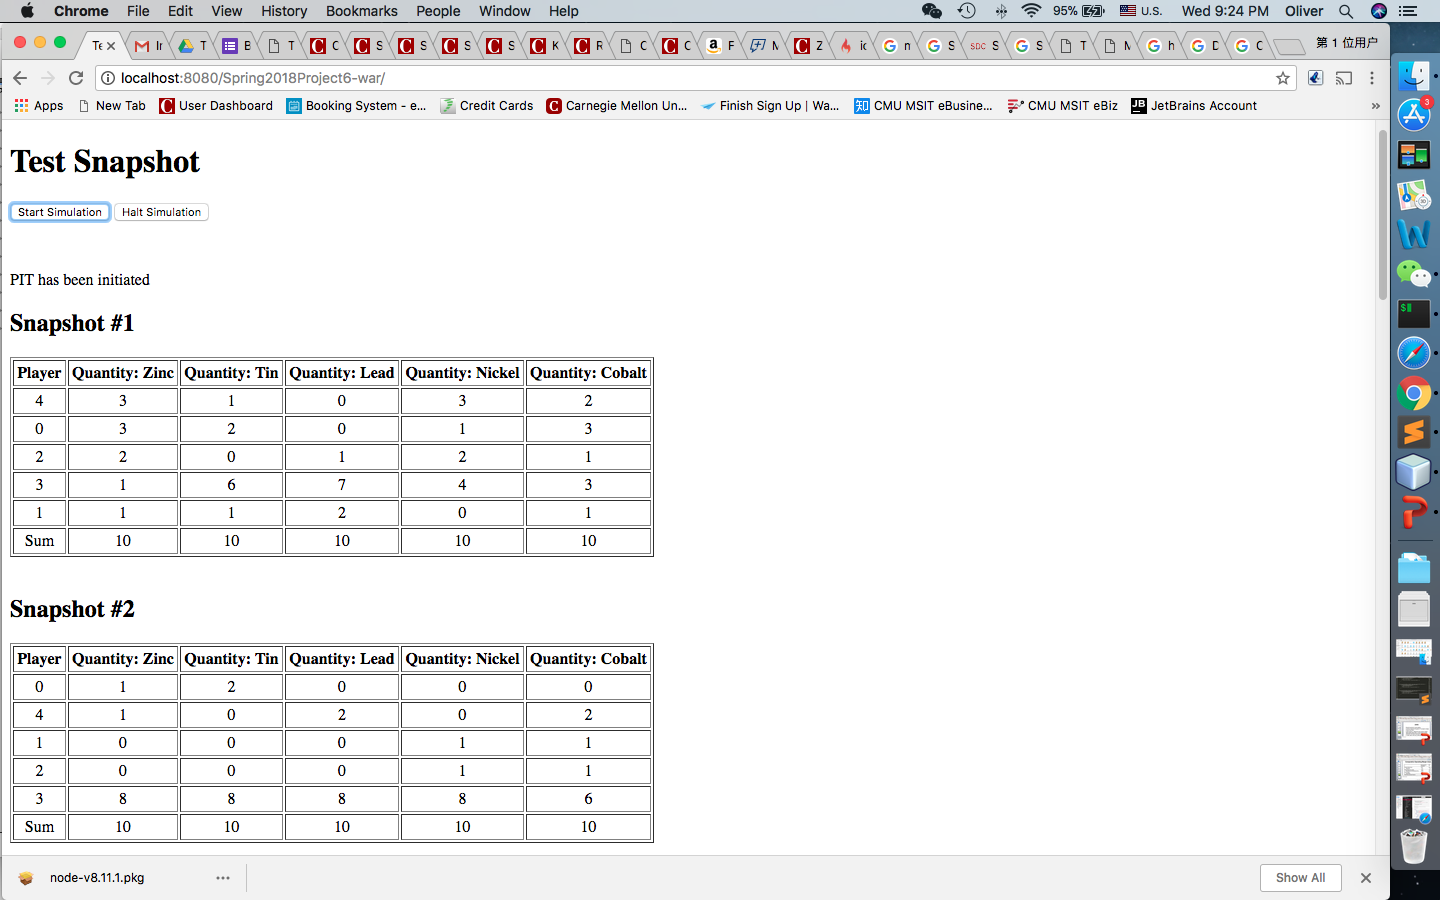 Chrome File Edit View History Bookmarks People Window Help 95% U.S. Wed 9:24 PM Oliver
Te In T B T C S S S S K R C C F M Z ic n S SDC S S T M h D C 第 1 位用户
localhost:8080/Spring2018Project6-war/
Apps New Tab User Dashboard Booking System - e... Credit Cards Carnegie Mellon Un... Finish Sign Up | Wa... 知 CMU MSIT eBusine... CMU MSIT eBiz JB JetBrains Account »
Test Snapshot
Start Simulation Halt Simulation
PIT has been initiated
Snapshot #1
Player Quantity: Zinc Quantity: Tin Quantity: Lead Quantity: Nickel Quantity: Cobalt
4 3 1 0 3 2
0 3 2 0 1 3
2 2 0 1 2 1
3 1 6 7 4 3
1 1 1 2 0 1
Sum 10 10 10 10 10
Snapshot #2
Player Quantity: Zinc Quantity: Tin Quantity: Lead Quantity: Nickel Quantity: Cobalt
0 1 2 0 0 0
4 1 0 2 0 2
1 0 0 0 1 1
2 0 0 0 1 1
3 8 8 8 8 6
Sum 10 10 10 10 10
node-v8.11.1.pkg ... Show All
3